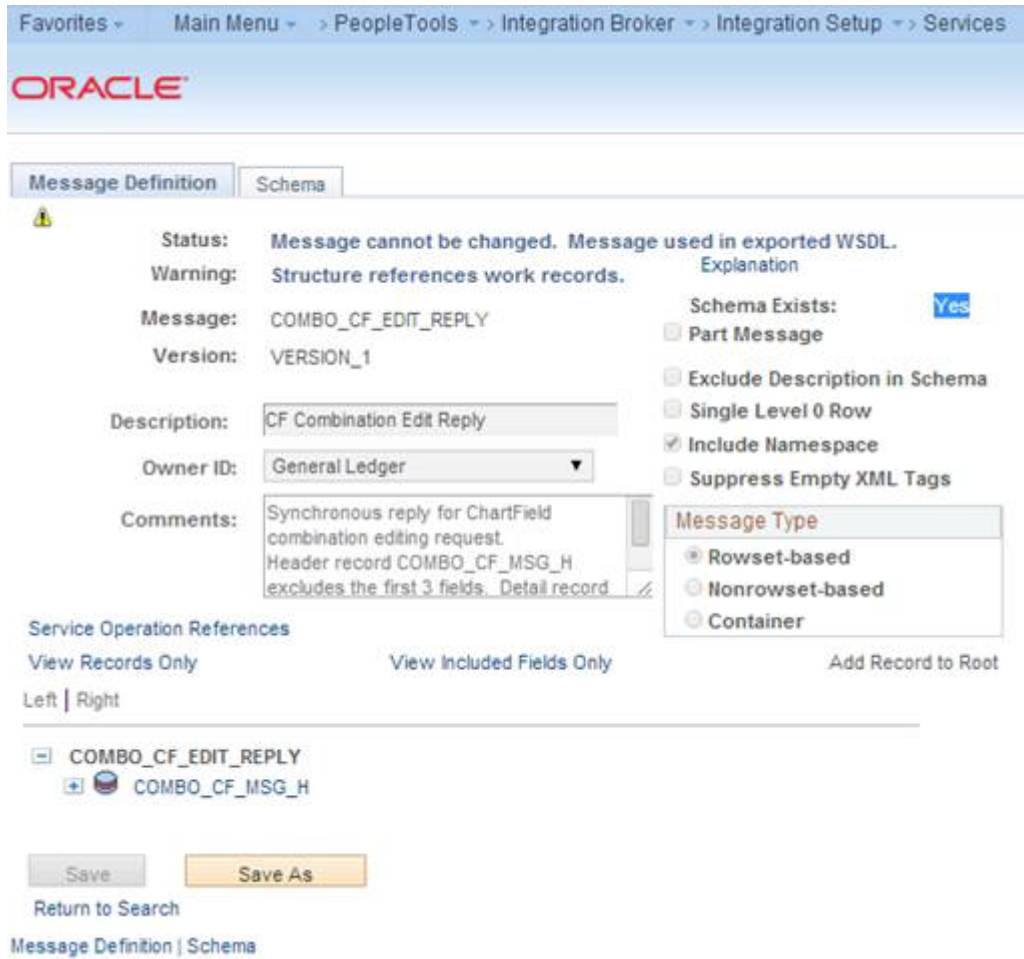 Favorites Main Menu > PeopleTools > Integration Broker > Integration Setup > Services
ORACLE
Message Definition Schema
Status: Message cannot be changed. Message used in exported WSDL.
Explanation
Warning: Structure references work records.
Schema Exists: Yes
Message: COMBO_CF_EDIT_REPLY
Part Message
Version: VERSION_1
Exclude Description in Schema
Single Level 0 Row
Description: CF Combination Edit Reply
Include Namespace
Owner ID: General Ledger
Suppress Empty XML Tags
Comments: Synchronous reply for ChartField
combination editing request.
Header record COMBO_CF_MSG_H
excludes the first 3 fields. Detail record
Message Type
Rowset-based
Nonrowset-based
Container
Service Operation References
View Records Only View Included Fields Only Add Record to Root
Left | Right
COMBO_CF_EDIT_REPLY
COMBO_CF_MSG_H
Save Save As
Return to Search
Message Definition | Schema